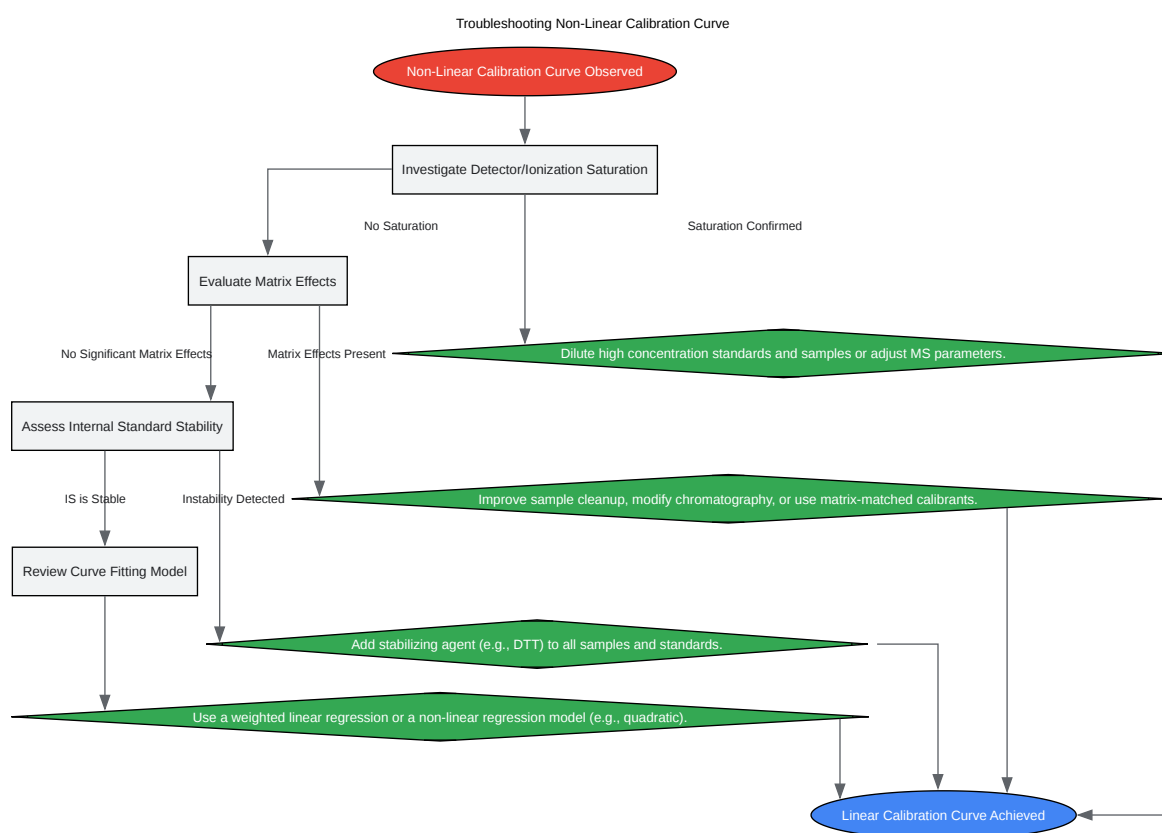 Troubleshooting Non-Linear Calibration Curve
Non-Linear Calibration Curve Observed
Investigate Detector/Ionization Saturation
No Saturation
Saturation Confirmed
Evaluate Matrix Effects
No Significant Matrix Effects
Matrix Effects Present
Dilute high concentration standards and samples or adjust MS parameters.
Assess Internal Standard Stability
IS is Stable
Instability Detected
Improve sample cleanup, modify chromatography, or use matrix-matched calibrants.
Review Curve Fitting Model
Add stabilizing agent (e.g., DTT) to all samples and standards.
Use a weighted linear regression or a non-linear regression model (e.g., quadratic).
Linear Calibration Curve Achieved